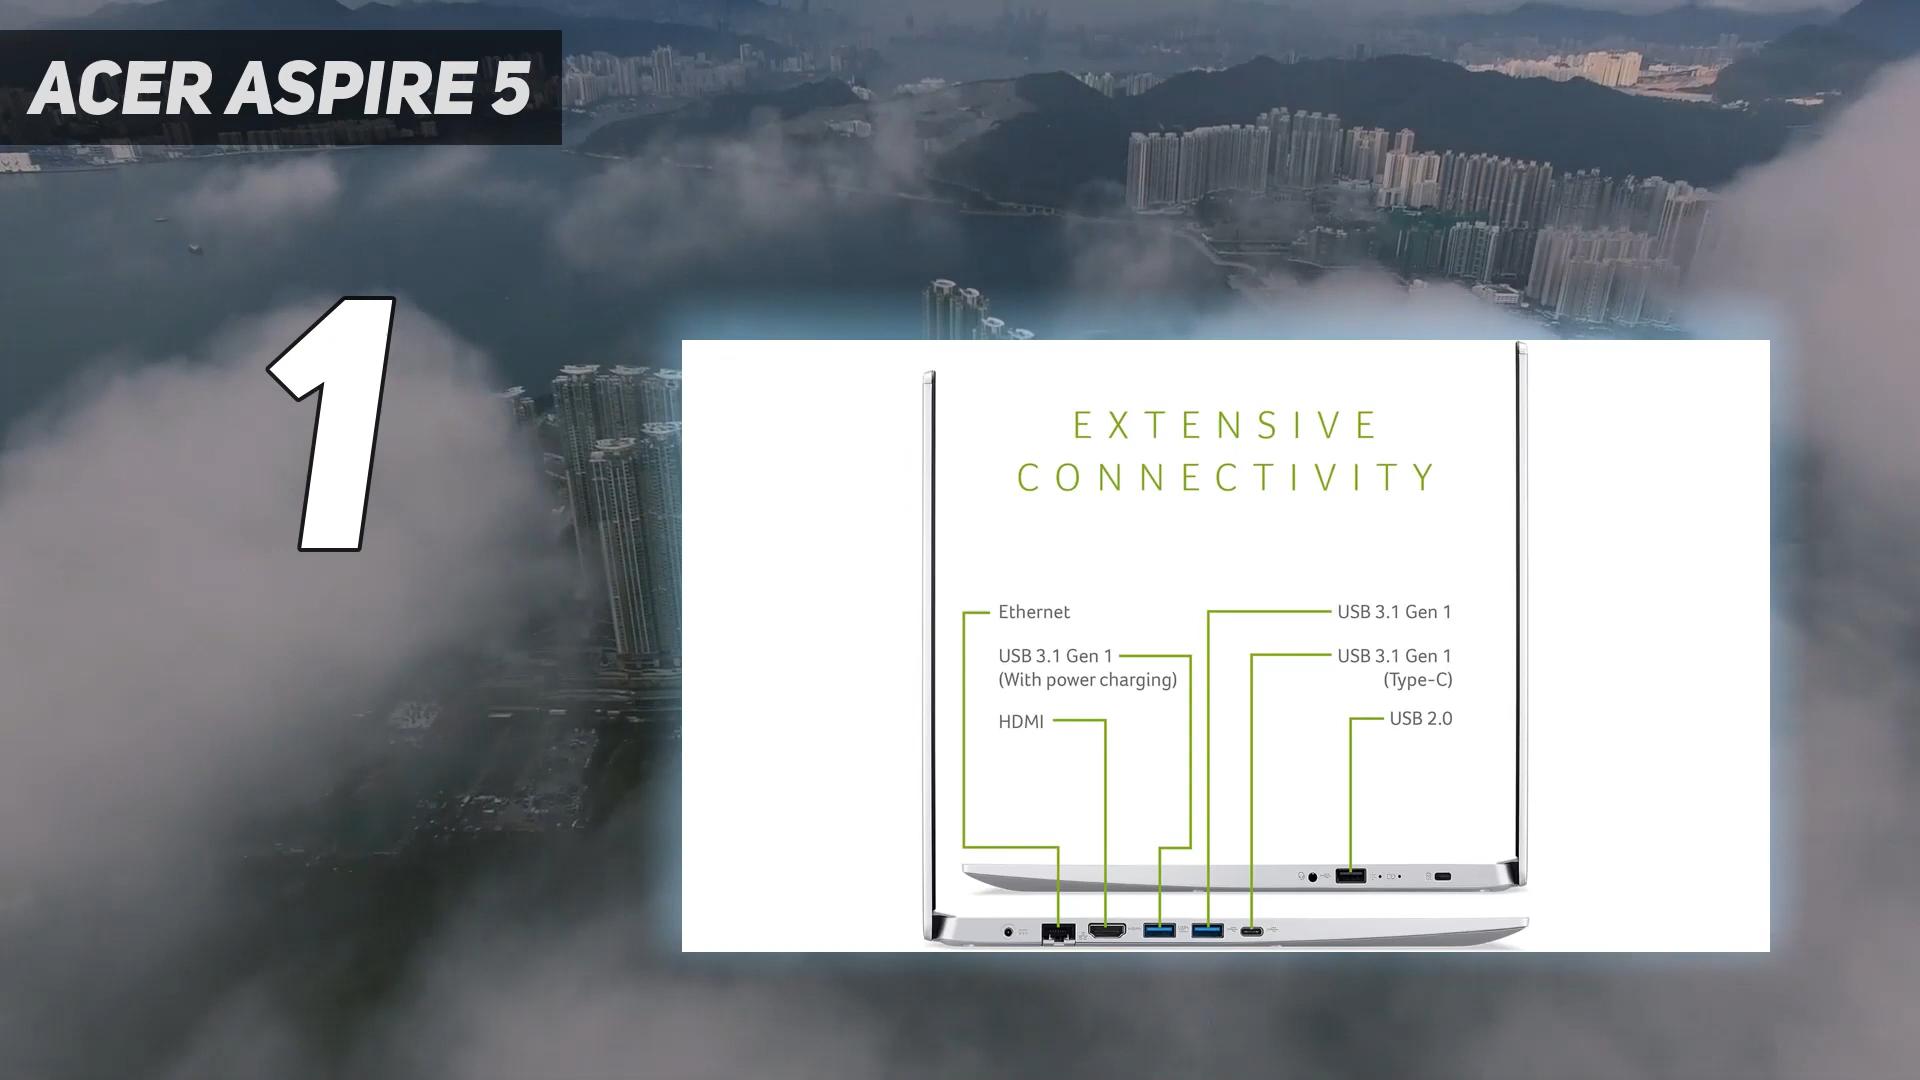 ACER ASPIRE 5
1
EXTENSIVE
CONNECTIVITY
Ethernet
USB 3.1 Gen 1
(With power charging)
HDMI
USB 3.1 Gen 1
USB 3.1 Gen 1
(Type-C)
USB 2.0